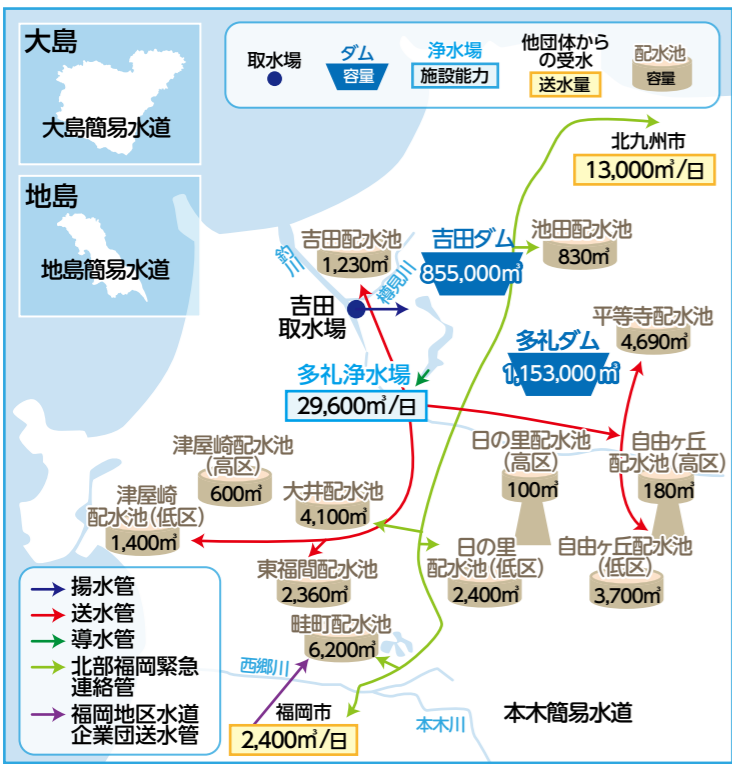 大島
大島簡易水道
地島
地島簡易水道
取水場
ダム
容量
浄水場
施設能力
他団体から
の受水
送水量
配水池
容量
北九州市
13,000㎥/日
釣川
吉田配水池
1,230㎥
樽見川
吉田ダム
855,000㎥
池田配水池
830㎥
吉田
取水場
平等寺配水池
4,690㎥
多礼ダム
1,153,000㎥
多礼浄水場
29,600㎥/日
津屋崎配水池
(高区)
600㎥
津屋崎
配水池(低区)
1,400㎥
大井配水池
4,100㎥
日の里配水池
(高区)
100㎥
自由ヶ丘
配水池(高区)
180㎥
東福間配水池
2,360㎥
日の里
配水池(低区)
2,400㎥
自由ヶ丘配水池
(低区)
3,700㎥
畦町配水池
6,200㎥
西郷川
福岡市
2,400㎥/日
本木川
本木簡易水道
揚水管
送水管
導水管
北部福岡緊急
連絡管
福岡地区水道
企業団送水管